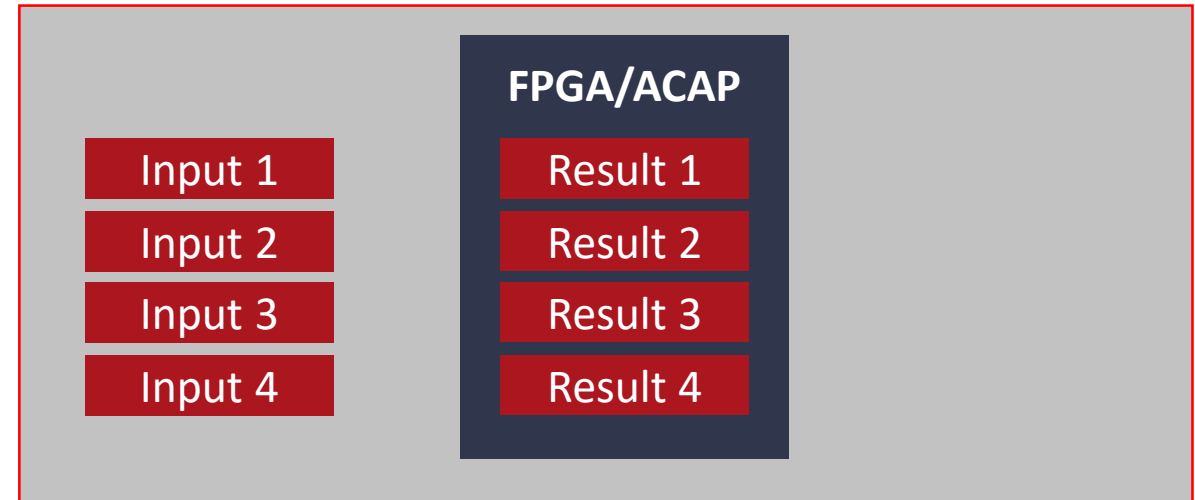 FPGA/ACAP
Input 1
Result 1
Input 2
Result 2
Input 3
Result 3
Input 4
Result 4